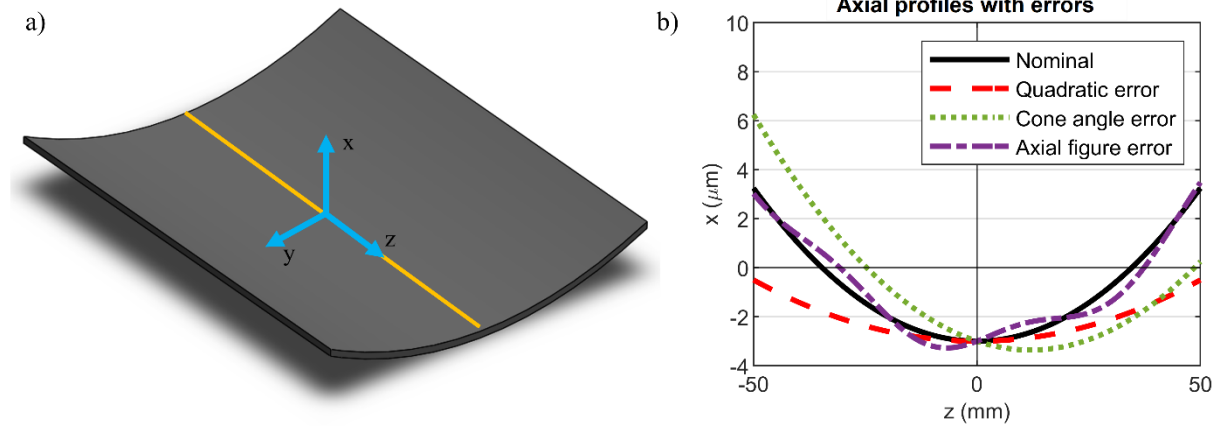 a)
x
y
z
b)
Axial profiles with errors
10
8
6
4
2
0
-2
-4
x (μm)
Nominal
Quadratic error
Cone angle error
Axial figure error
-50
0
50
z (mm)